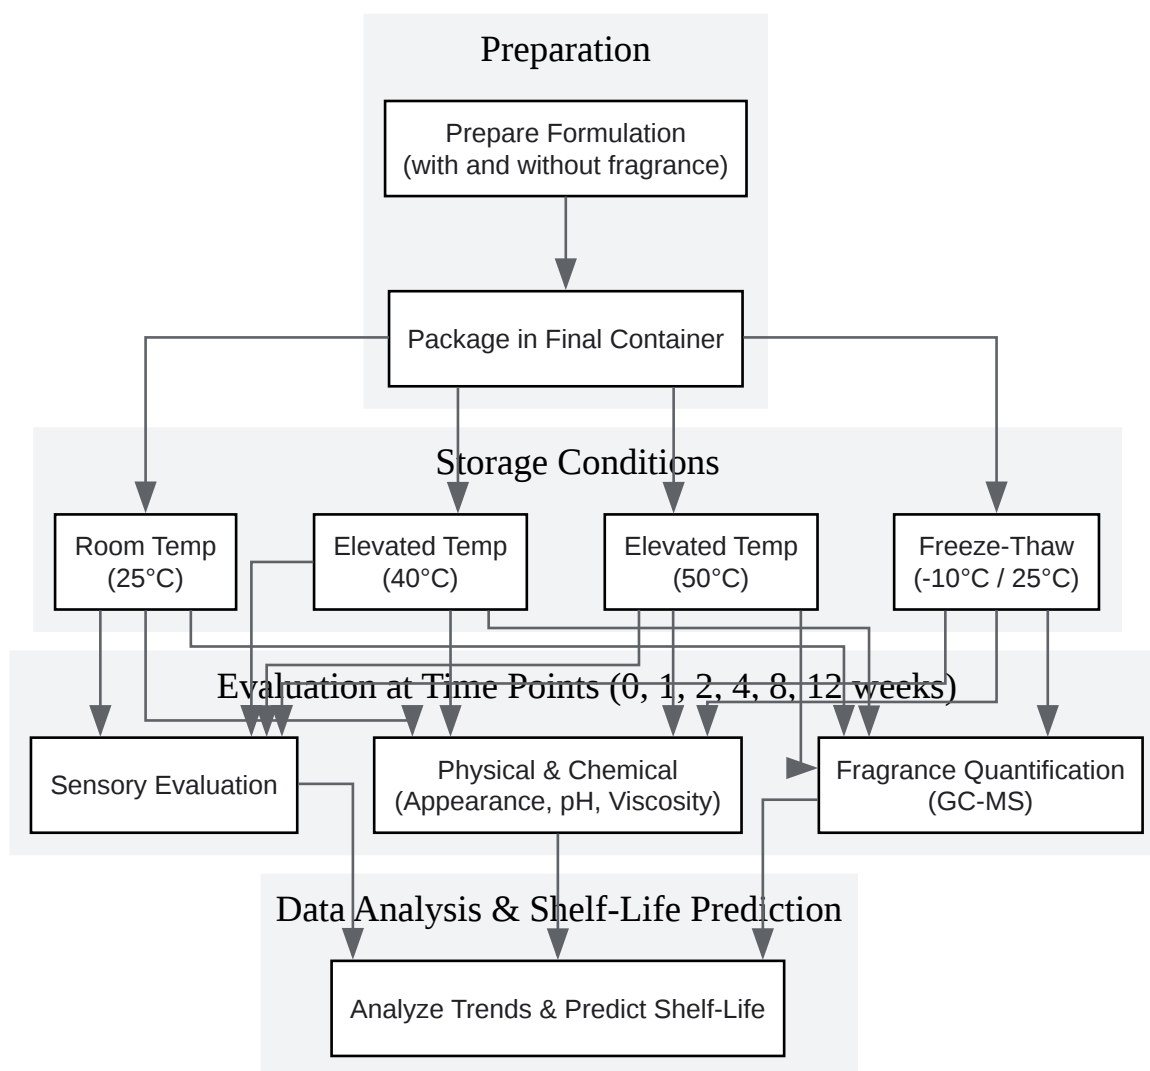 Preparation
Prepare Formulation
(with and without fragrance)
Package in Final Container
Storage Conditions
Room Temp
(25°C)
Elevated Temp
(40°C)
Elevated Temp
(50°C)
Freeze-Thaw
(-10°C / 25°C)
Evaluation at Time Points (0, 1, 2, 4, 8, 12 weeks)
Sensory Evaluation
Physical & Chemical
(Appearance, pH, Viscosity)
Fragrance Quantification
(GC-MS)
Data Analysis & Shelf-Life Prediction
Analyze Trends & Predict Shelf-Life